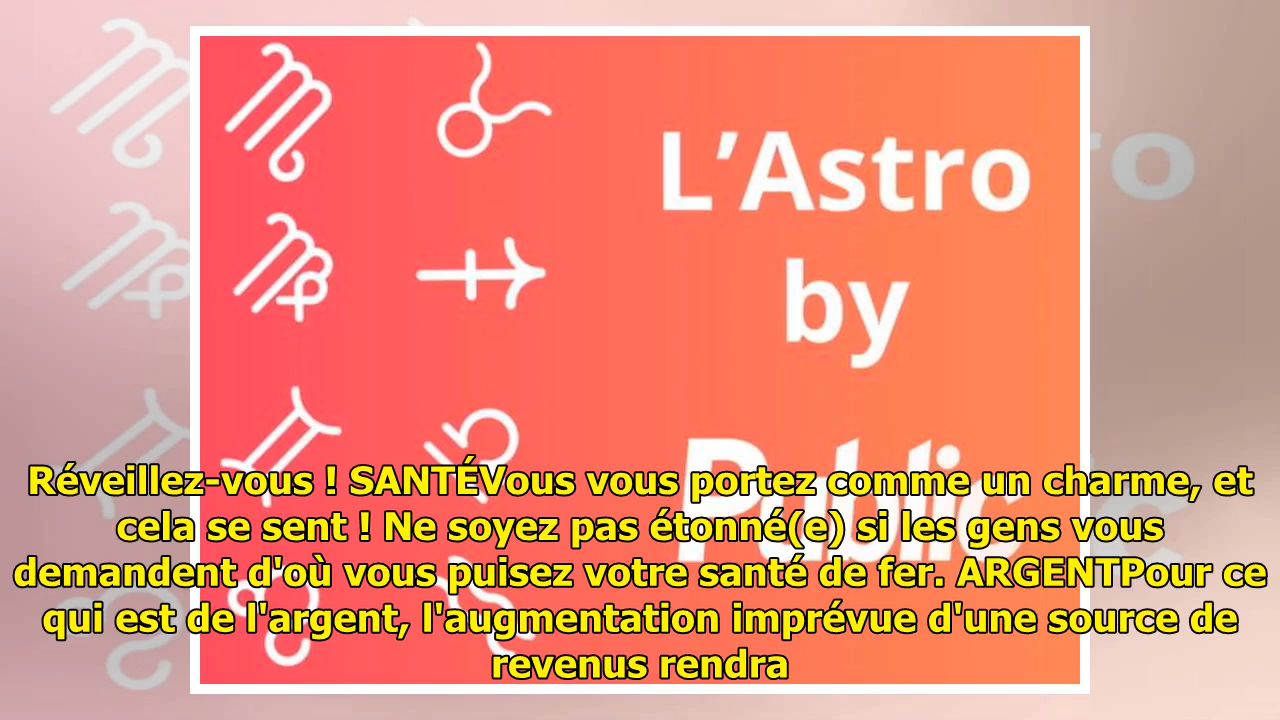 L’Astro
by
Public
Réveillez-vous ! SANTÉVous vous portez comme un charme, et
cela se sent ! Ne soyez pas étonné(e) si les gens vous
demandent d'où vous puisez votre santé de fer. ARGENTPour ce
qui est de l'argent, l'augmentation imprévue d'une source de
revenus rendra